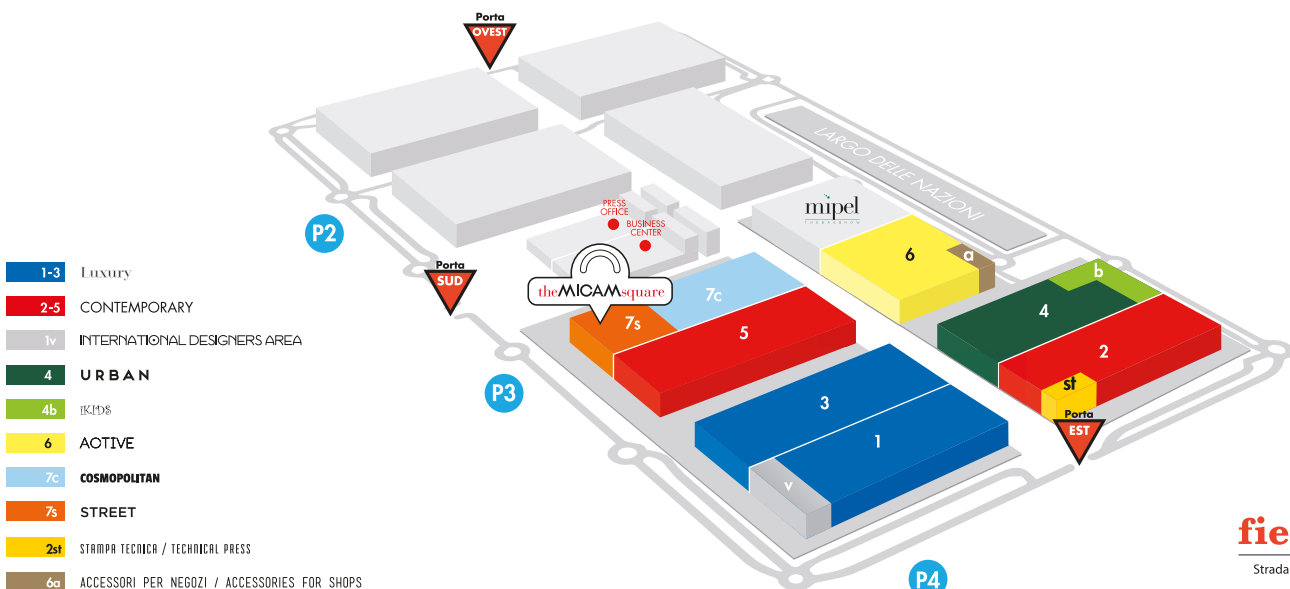 Porta
OVEST
LARGO DELLE NAZIONI
mipel
THEBAGSHOW
PRESS
OFFICE
BUSINESS
CENTER
P2
Porta
SUD
theMICAMsquare
6
a
b
7c
4
7s
5
2
st
Porta
EST
3
1
v
P3
P4
1-3 Luxury
2-5 CONTEMPORARY
1v INTERNATIONAL DESIGNERS AREA
4 URBAN
4b KIDS
6 ACTIVE
7c COSMOPOLITAN
7s STREET
2st STAMPA TECNICA / TECHNICAL PRESS
6a ACCESSORI PER NEGOZI / ACCESSORIES FOR SHOPS
fie
Strada